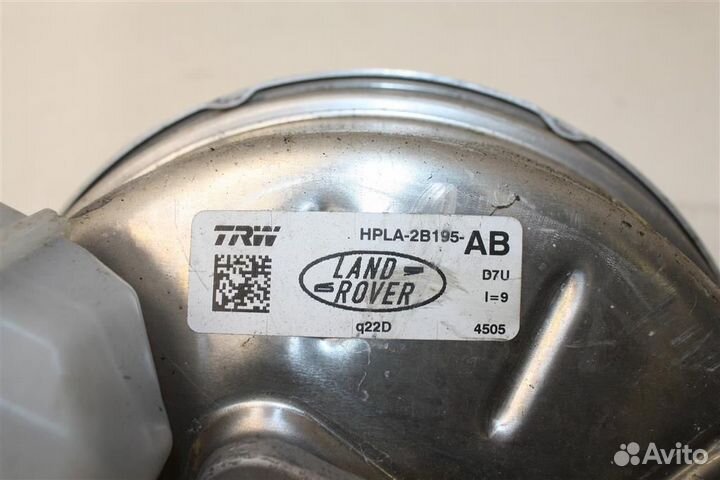 TRW HPLA-2B195-AB
LAND
ROVER
D7U
I=9
q22D 4505
Avito